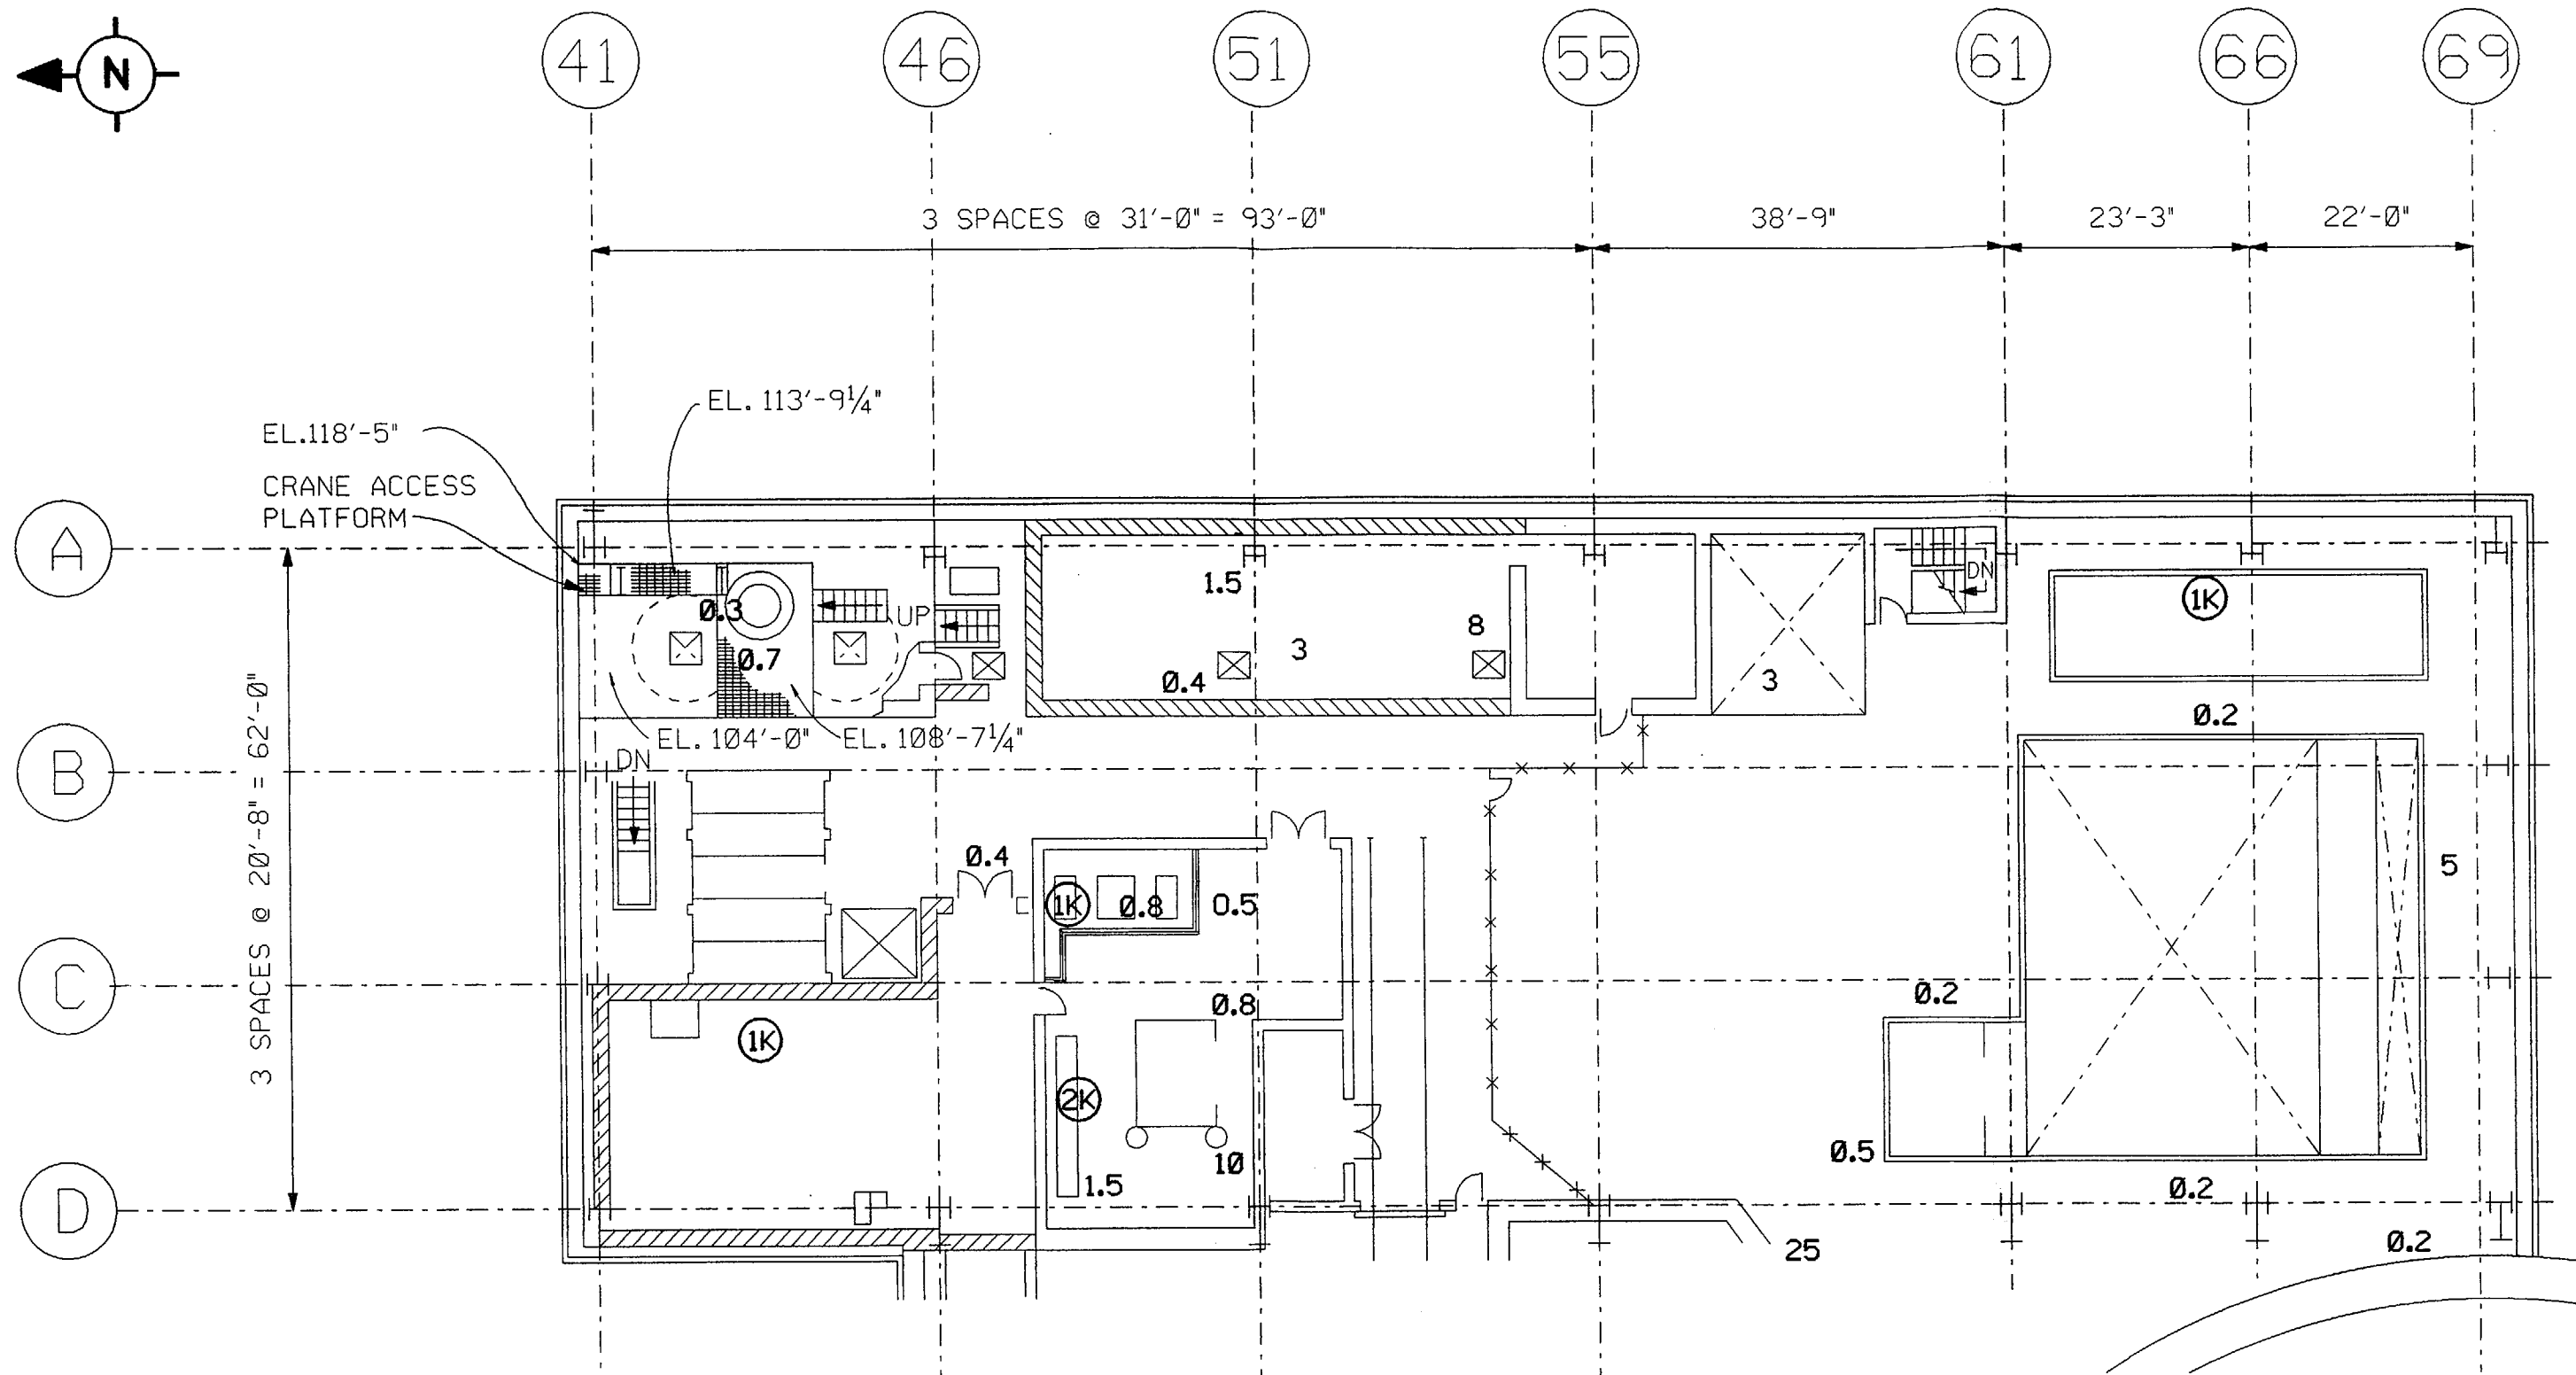 N
41
46
51
55
61
66
69
3 SPACES @ 31'-0" = 93'-0"
38'-9"
23'-3"
22'-0"
EL. 113'-9¼"
EL.118'-5"
CRANE ACCESS
PLATFORM
A
B
C
D
3 SPACES @ 20'-8" = 62'-0"
0.3
UP
0.7
EL. 104'-0"
EL. 108'-7¼"
DN
1.5
8
3
0.4
3
DN
1K
0.2
5
0.4
1K
0.8
0.5
0.8
0.2
1K
2K
10
1.5
0.5
0.2
25
0.2